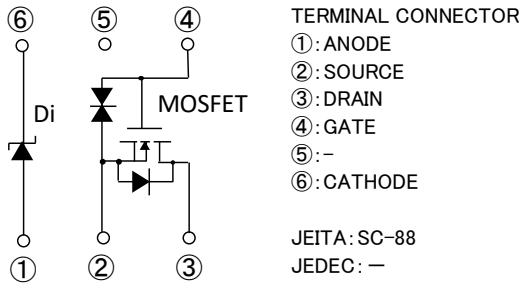 ⑥ ⑤ ④
Di
MOSFET
① ② ③
TERMINAL CONNECTOR
①:ANODE
②:SOURCE
③:DRAIN
④:GATE
⑤:-
⑥:CATHODE
JEITA:SC-88
JEDEC:—